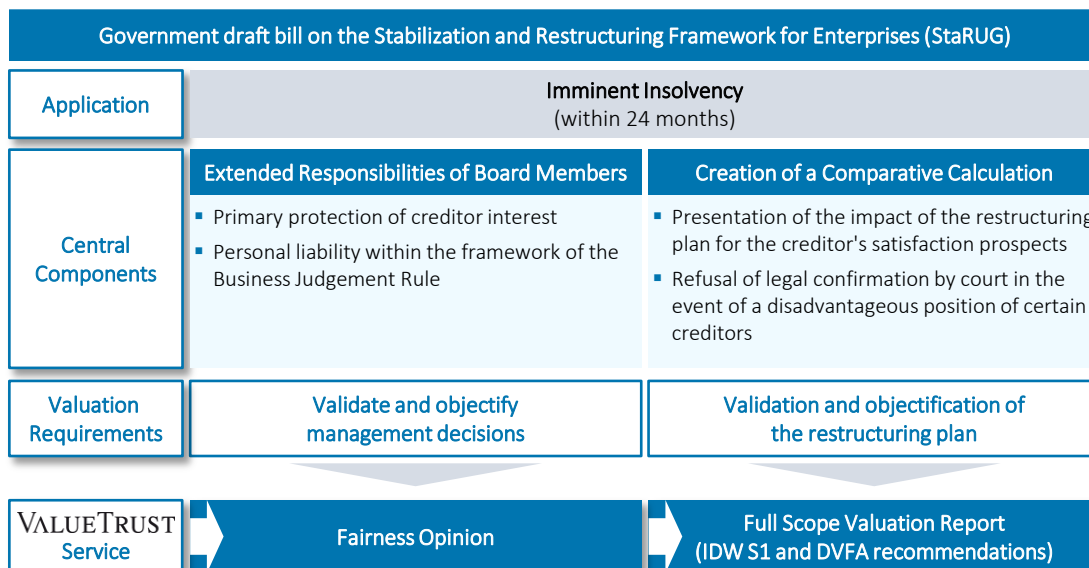 Government draft bill on the Stabilization and Restructuring Framework for Enterprises (StaRUG)
Application
Imminent Insolvency
(within 24 months)
Central
Components
Extended Responsibilities of Board Members
▪ Primary protection of creditor interest
▪ Personal liability within the framework of the
Business Judgement Rule
Creation of a Comparative Calculation
▪ Presentation of the impact of the restructuring
plan for the creditor's satisfaction prospects
▪ Refusal of legal confirmation by court in the
event of a disadvantageous position of certain
creditors
Valuation
Requirements
Validate and objectify
management decisions
Validation and objectification of
the restructuring plan
VALUETRUST
Service
Fairness Opinion
Full Scope Valuation Report
(IDW S1 and DVFA recommendations)